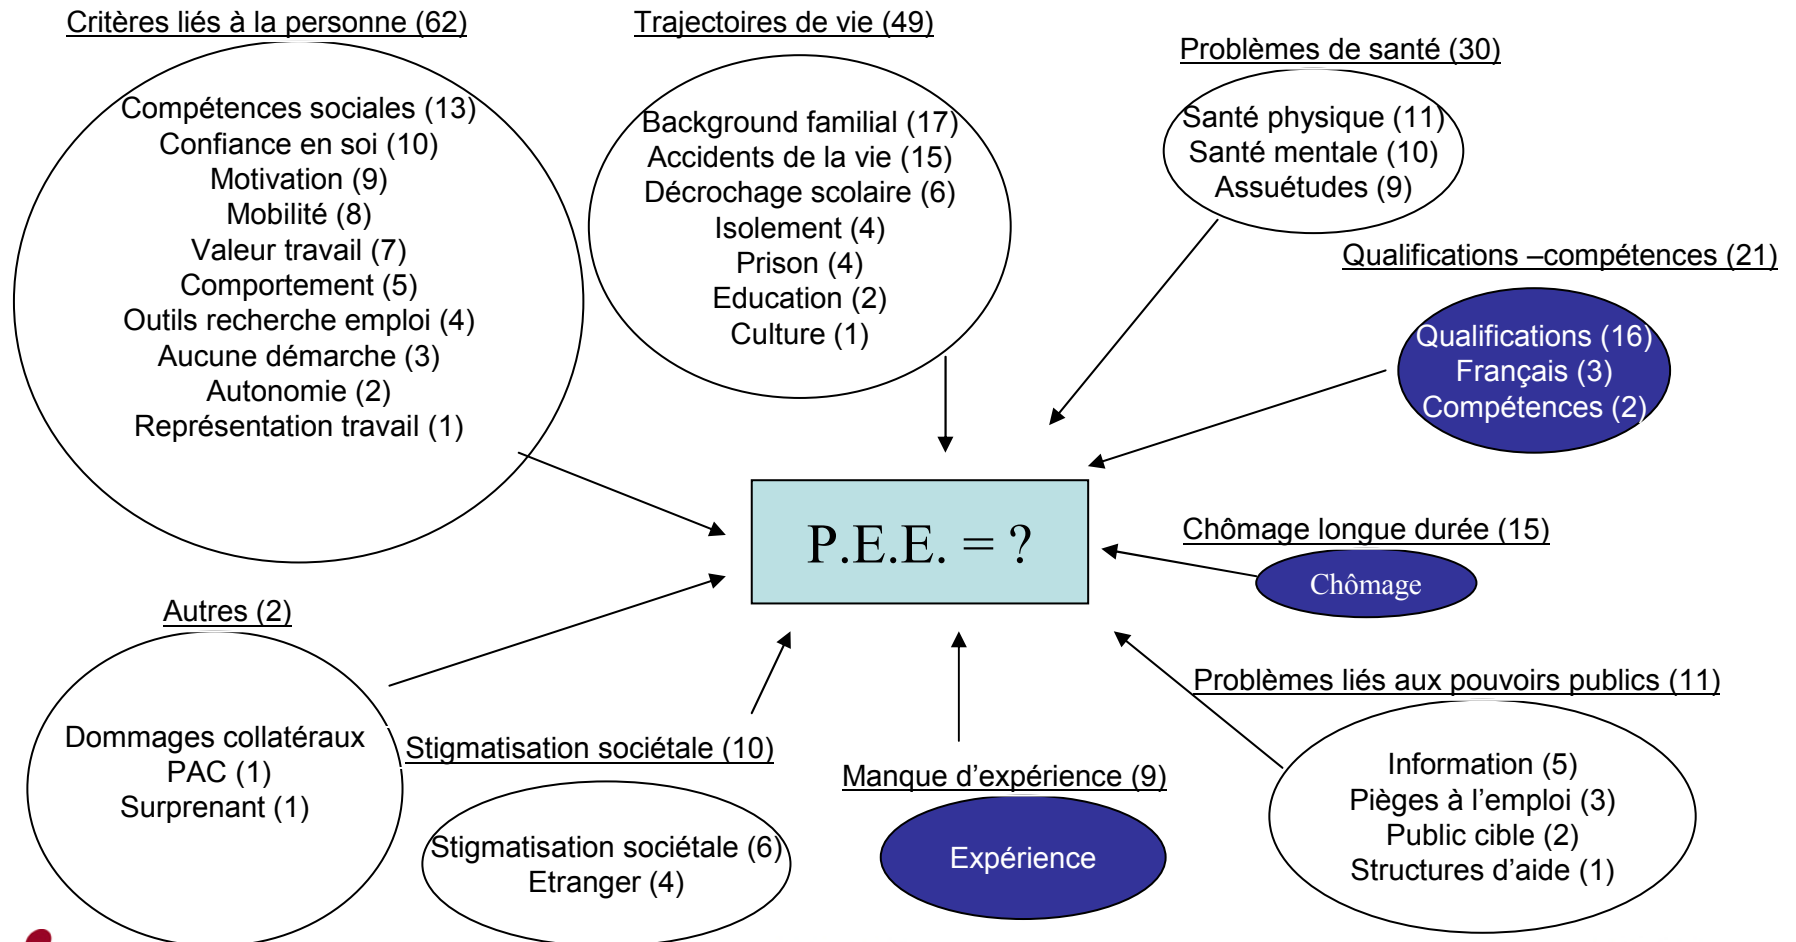 Critères liés à la personne (62)
Compétences sociales (13)
Confiance en soi (10)
Motivation (9)
Mobilité (8)
Valeur travail (7)
Comportement (5)
Outils recherche emploi (4)
Aucune démarche (3)
Autonomie (2)
Représentation travail (1)
Trajectoires de vie (49)
Background familial (17)
Accidents de la vie (15)
Décrochage scolaire (6)
Isolement (4)
Prison (4)
Education (2)
Culture (1)
Problèmes de santé (30)
Santé physique (11)
Santé mentale (10)
Assuétudes (9)
Qualifications –compétences (21)
Qualifications (16)
Français (3)
Compétences (2)
P.E.E. = ?
Chômage longue durée (15)
Chômage
Autres (2)
Dommages collatéraux
PAC (1)
Surprenant (1)
Stigmatisation sociétale (10)
Stigmatisation sociétale (6)
Etranger (4)
Manque d’expérience (9)
Expérience
Problèmes liés aux pouvoirs publics (11)
Information (5)
Pièges à l’emploi (3)
Public cible (2)
Structures d’aide (1)